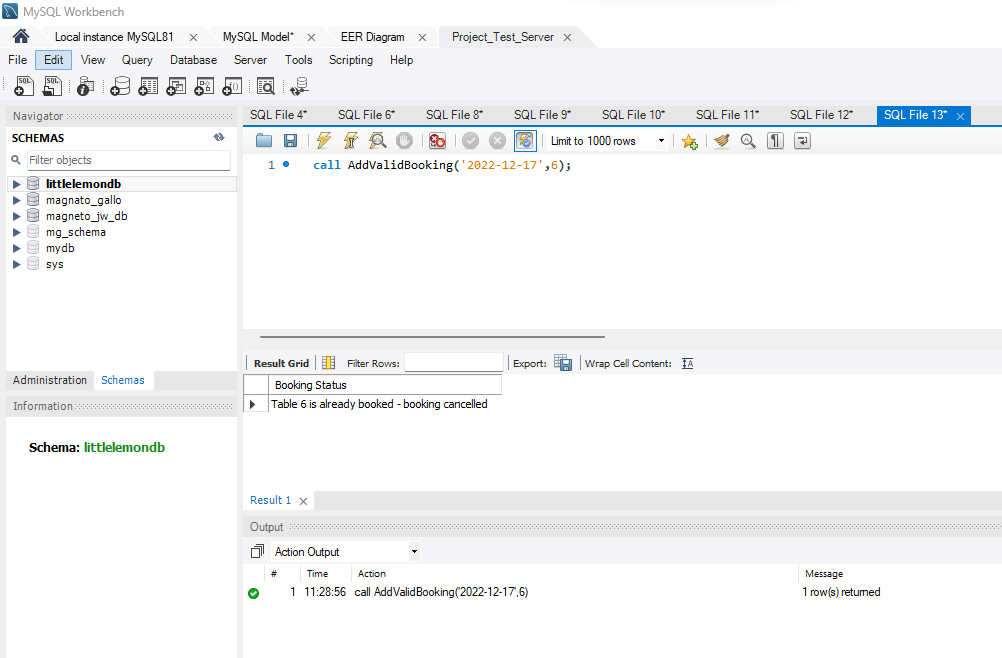 MySQL Workbench
Local instance MySQL81 MySQL Model* EER Diagram Project_Test_Server
File Edit View Query Database Server Tools Scripting Help
Navigator
SCHEMAS
Filter objects
littlelemondb
magnato_gallo
magneto_jw_db
mg_schema
mydb
sys
Administration Schemas
Information
Schema: littlelemondb
SQL File 4* SQL File 6* SQL File 8* SQL File 9* SQL File 10* SQL File 11* SQL File 12* SQL File 13*
Limit to 1000 rows
1 call AddValidBooking('2022-12-17',6);
Result Grid Filter Rows: Export: Wrap Cell Content:
Booking Status
Table 6 is already booked - booking cancelled
Result 1
Output
Action Output
# Time Action Message
1 11:28:56 call AddValidBooking('2022-12-17',6) 1 row(s) returned